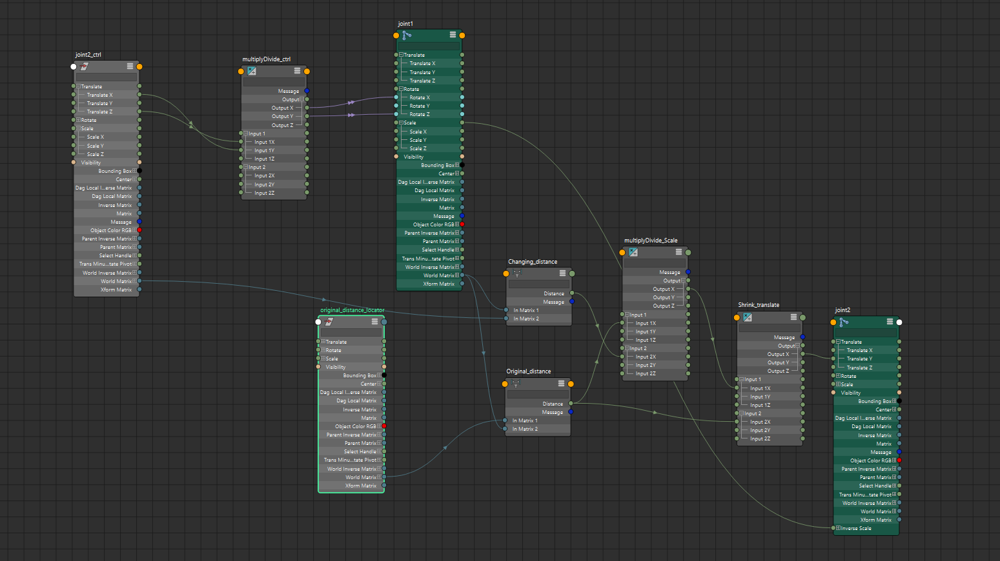 joint2_ctrl
Translate
Translate X
Translate Y
Translate Z
Rotate
Scale
Scale X
Scale Y
Scale Z
Visibility
Bounding Box
Center
Dag Local I...erse Matrix
Dag Local Matrix
Inverse Matrix
Matrix
Message
Object Color RGB
Parent Inverse Matrix
Parent Matrix
Select Handle
Trans Minu...tate Pivot
World Inverse Matrix
World Matrix
Xform Matrix
multiplyDivide_ctrl
Message
Output
Output X
Output Y
Output Z
Input 1
Input 1X
Input 1Y
Input 1Z
Input 2
Input 2X
Input 2Y
Input 2Z
joint1
Translate
Translate X
Translate Y
Translate Z
Rotate
Rotate X
Rotate Y
Rotate Z
Scale
Scale X
Scale Y
Scale Z
Visibility
Bounding Box
Center
Dag Local I...erse Matrix
Dag Local Matrix
Inverse Matrix
Matrix
Message
Object Color RGB
Parent Inverse Matrix
Parent Matrix
Select Handle
Trans Minu...tate Pivot
World Inverse Matrix
World Matrix
Xform Matrix
original_distance_locator
Translate
Rotate
Scale
Visibility
Bounding Box
Center
Dag Local I...erse Matrix
Dag Local Matrix
Inverse Matrix
Matrix
Object Color RGB
Parent Inverse Matrix
Parent Matrix
Select Handle
Trans Minu...tate Pivot
World Inverse Matrix
World Matrix
Xform Matrix
Changing_distance
Distance
Message
In Matrix 1
In Matrix 2
Original_distance
Distance
Message
In Matrix 1
In Matrix 2
multiplyDivide_Scale
Message
Output
Output X
Output Y
Output Z
Input 1
Input 1X
Input 1Y
Input 1Z
Input 2
Input 2X
Input 2Y
Input 2Z
Shrink_translate
Message
Output
Output X
Output Y
Output Z
Input 1
Input 1X
Input 1Y
Input 1Z
Input 2
Input 2X
Input 2Y
Input 2Z
joint2
Translate
Translate X
Translate Y
Translate Z
Rotate
Scale
Visibility
Bounding Box
Center
Dag Local I...erse Matrix
Dag Local Matrix
Inverse Matrix
Matrix
Message
Object Color RGB
Parent Inverse Matrix
Parent Matrix
Select Handle
Trans Minu...tate Pivot
World Inverse Matrix
World Matrix
Xform Matrix
Inverse Scale